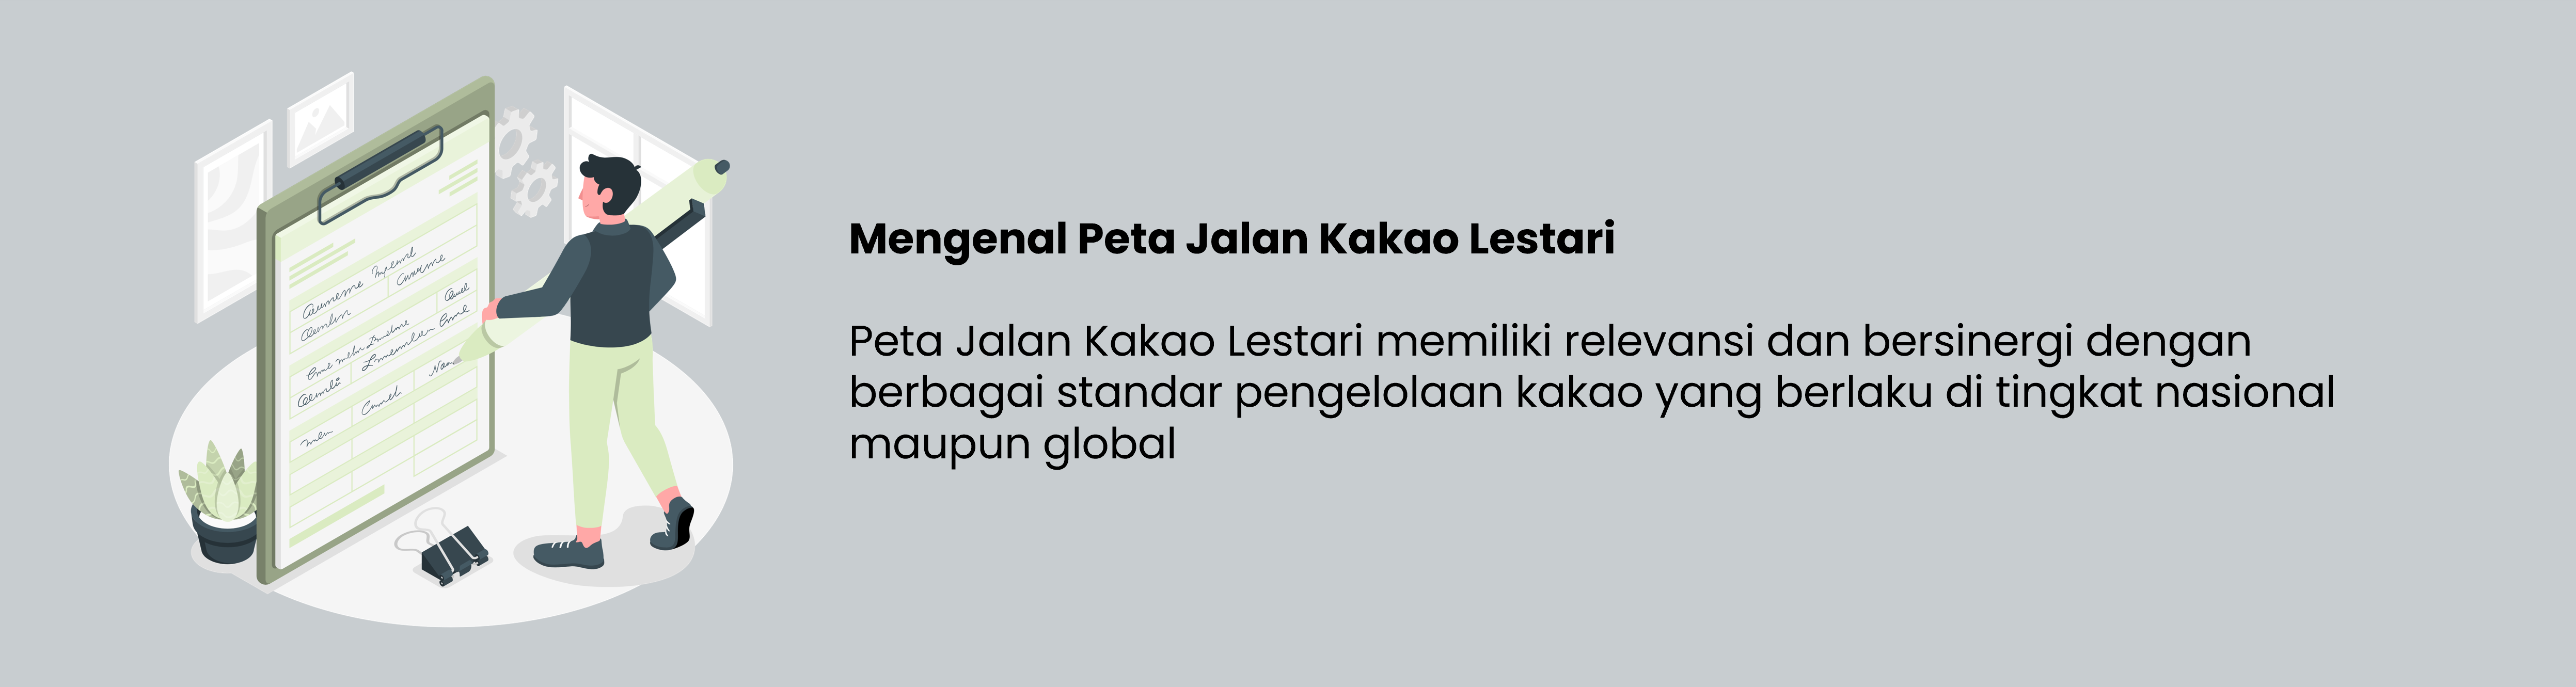 Mengenal Peta Jalan Kakao Lestari
Peta Jalan Kakao Lestari memiliki relevansi dan bersinergi dengan
berbagai standar pengelolaan kakao yang berlaku di tingkat nasional
maupun global